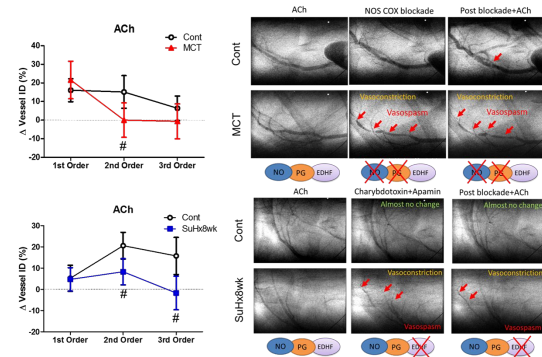 ACh
Δ Vessel ID (%)
40
30
20
10
0
-10
-20
Cont
MCT
#
1st Order 2nd Order 3rd Order
ACh NOS COX blockade Post blockade+ACh
Cont
MCT
Vasoconstriction
Vasospasm
Vasoconstriction
Vasospasm
NO PG EDHF
NO PG EDHF
NO PG EDHF
ACh
Δ Vessel ID (%)
40
30
20
10
0
-10
-20
Cont
SuHx8wk
#
#
1st Order 2nd Order 3rd Order
ACh Charybdotoxin+Apamin Post blockade+ACh
Cont
Almost no change
Almost no change
SuHx8wk
Vasoconstriction
Vasospasm
Vasoconstriction
Vasospasm
NO PG EDHF
NO PG EDHF
NO PG EDHF